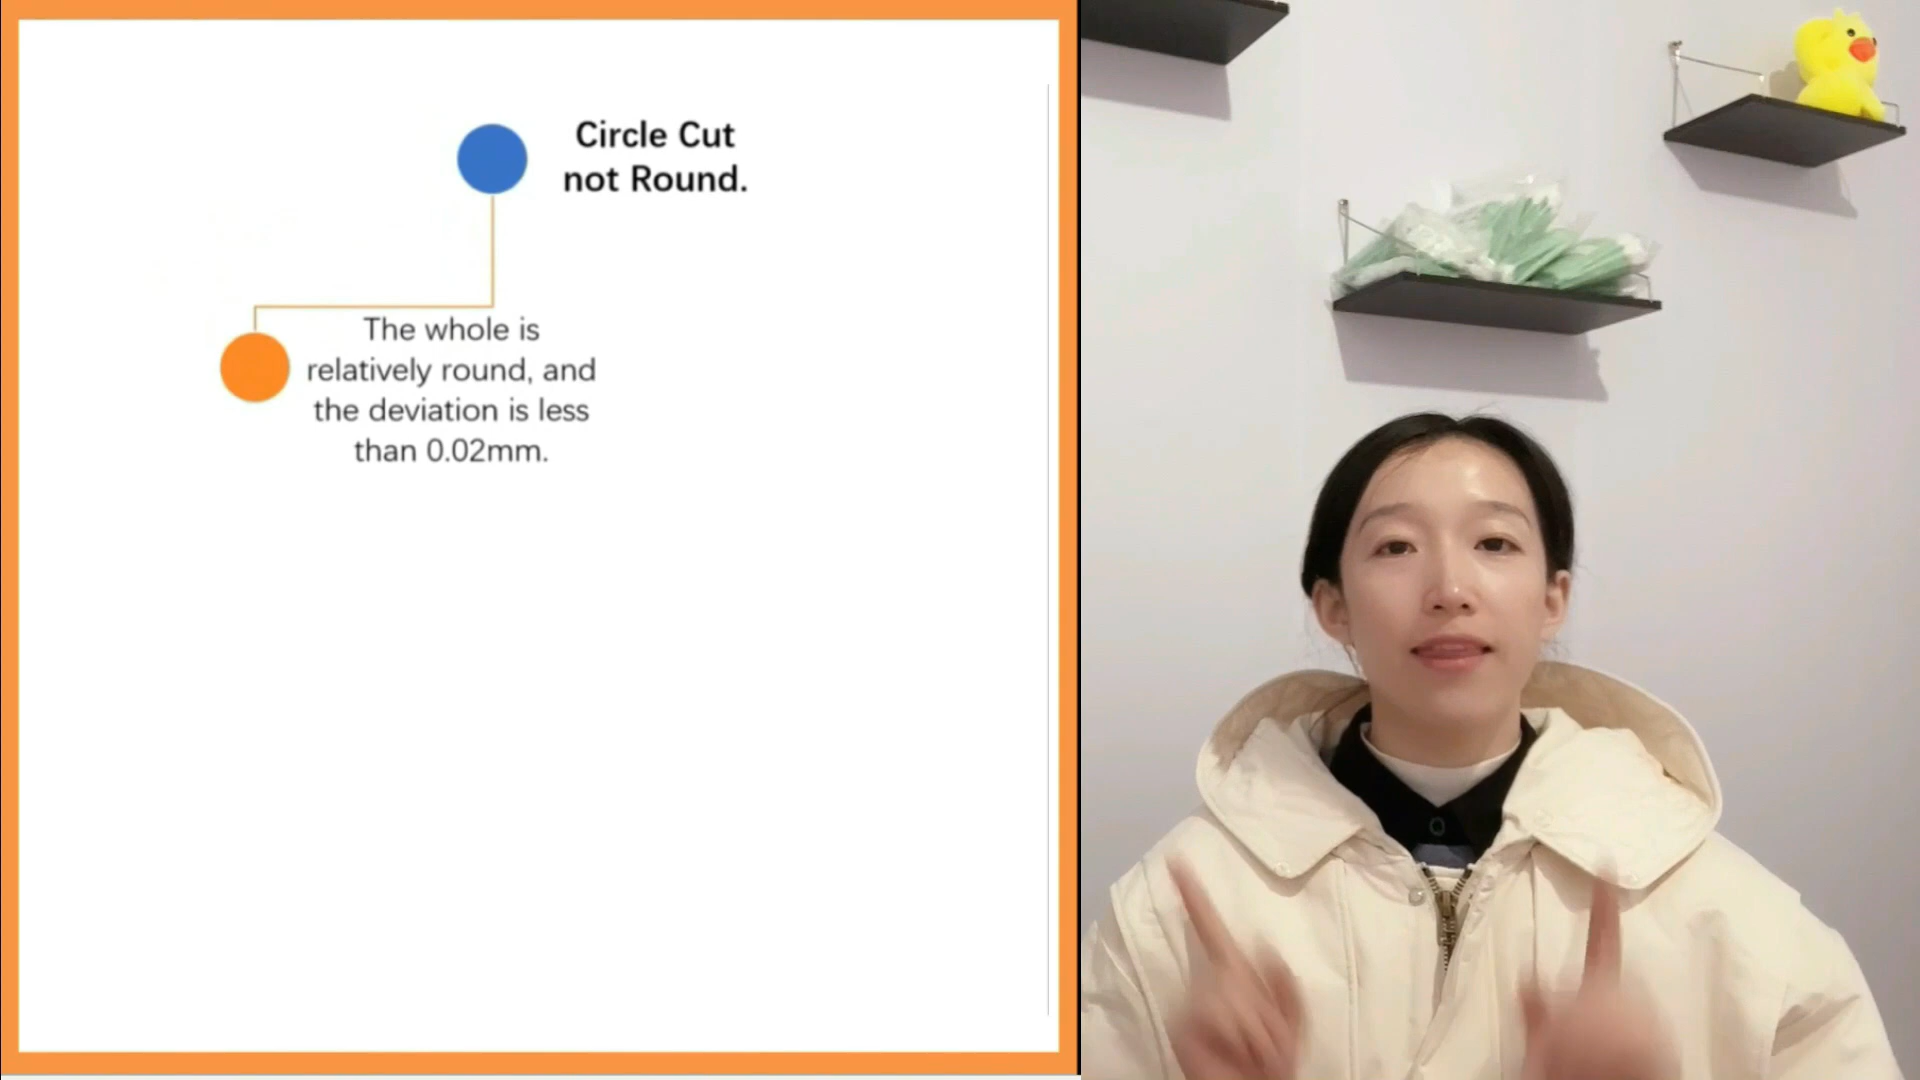 Circle Cut
not Round.
The whole is
relatively round, and
the deviation is less
than 0.02mm.